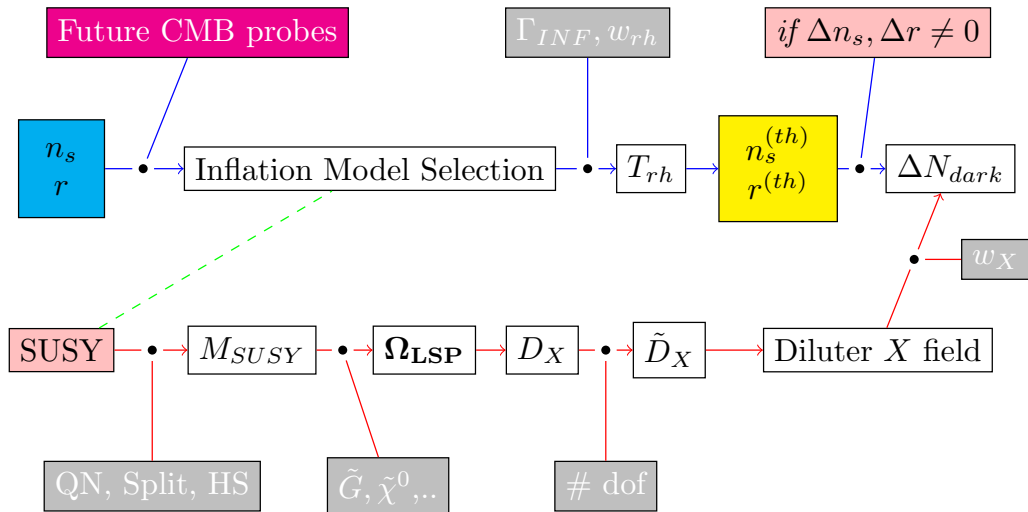 Future CMB probes
Γ_{INF}, w_{rh}
if Δn_s, Δr ≠ 0
n_s
r
Inflation Model Selection
T_{rh}
n_s^{(th)}
r^{(th)}
ΔN_{dark}
w_X
SUSY
M_{SUSY}
Ω_{LSP}
D_X
D̃_X
Diluter X field
QN, Split, HS
G̃, χ̃^0,..
# dof